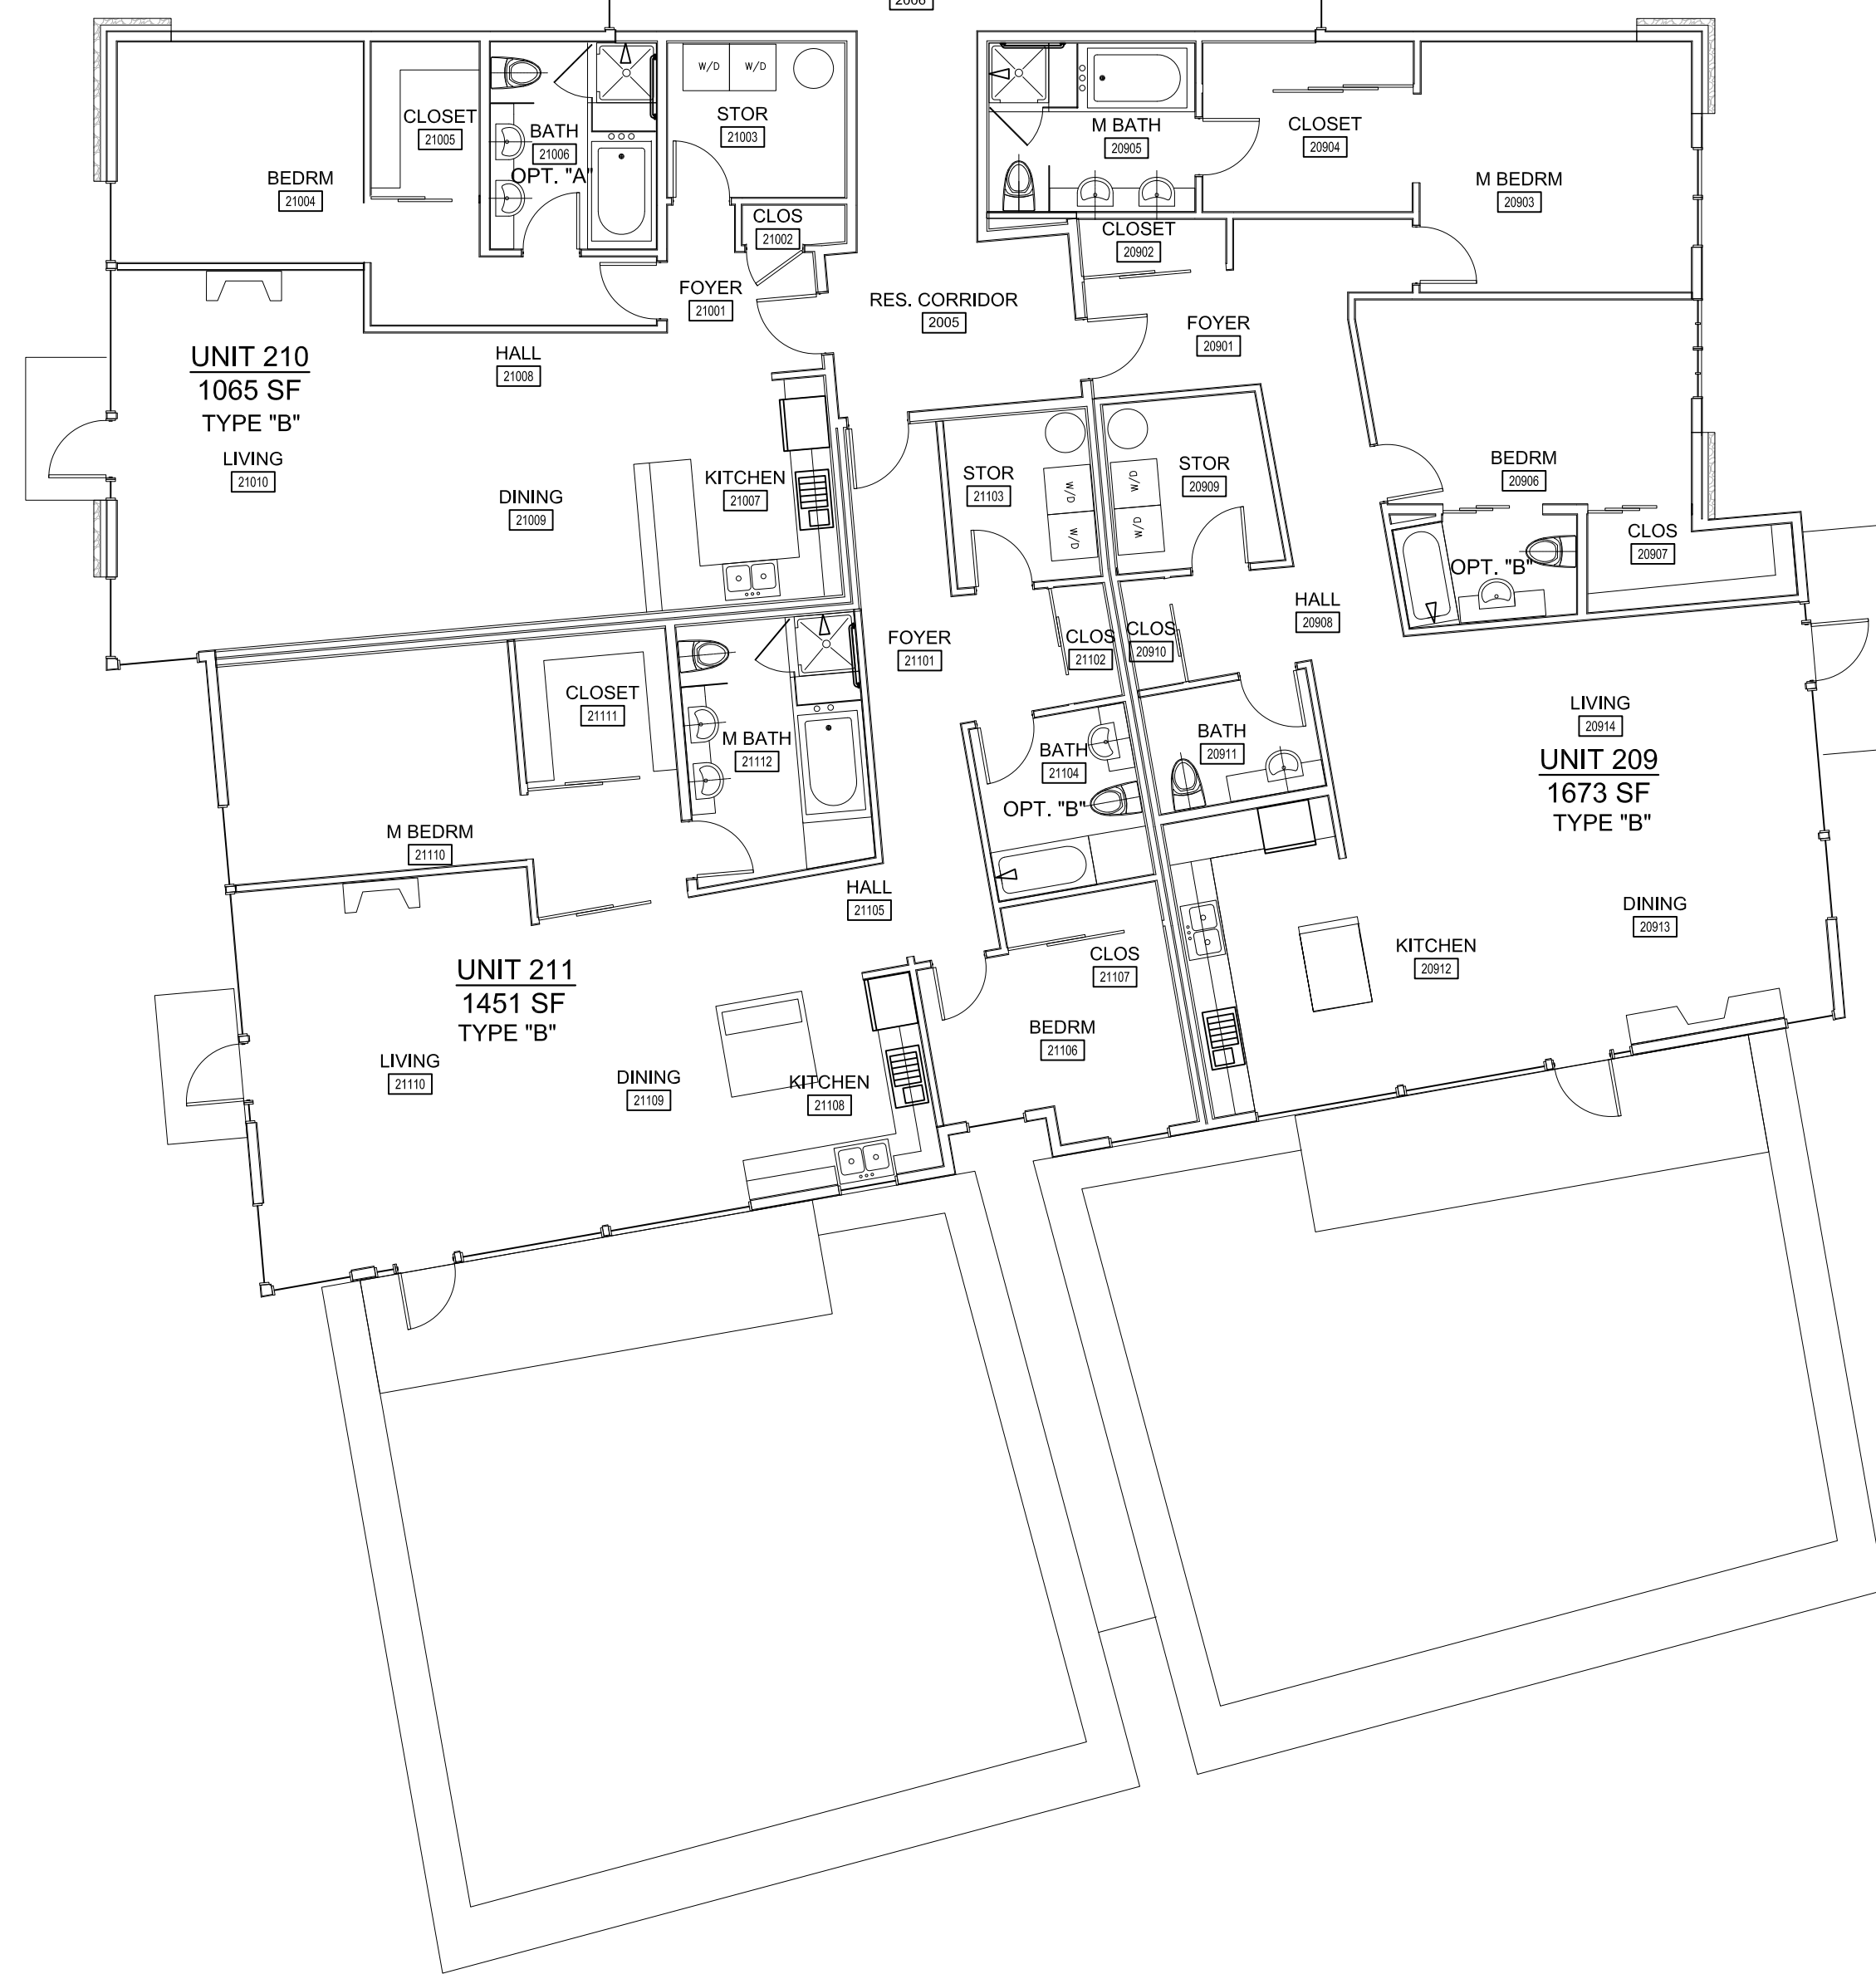 2006
W/D
W/D
CLOSET
21005
BATH
21006
OPT. "A"
STOR
21003
BEDRM
21004
CLOS
21002
FOYER
21001
UNIT 210
1065 SF
TYPE "B"
HALL
21008
LIVING
21010
DINING
21009
KITCHEN
21007
RES. CORRIDOR
2005
M BATH
20905
CLOSET
20904
M BEDRM
20903
CLOSET
20902
FOYER
20901
BEDRM
20906
CLOS
20907
OPT. "B"
STOR
21103
W/D
W/D
STOR
20909
W/D
W/D
HALL
20908
FOYER
21101
CLOS
21102
CLOS
20910
CLOSET
21111
M BATH
21112
M BEDRM
21110
BATH
21104
OPT. "B"
BATH
20911
LIVING
20914
UNIT 209
1673 SF
TYPE "B"
DINING
20913
KITCHEN
20912
HALL
21105
UNIT 211
1451 SF
TYPE "B"
CLOS
21107
BEDRM
21106
LIVING
21110
DINING
21109
KITCHEN
21108